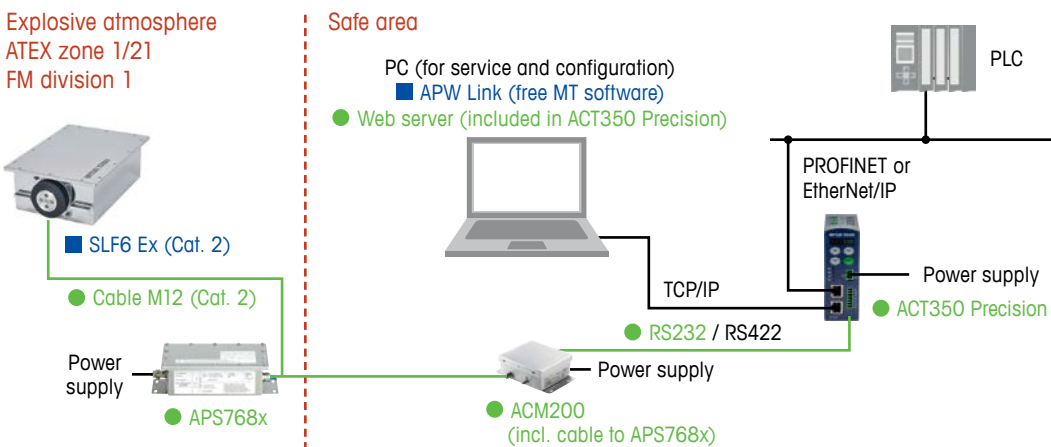 Explosive atmosphere
ATEX zone 1/21
FM division 1
Safe area
PC (for service and configuration)
APW Link (free MT software)
Web server (included in ACT350 Precision)
PLC
PROFINET or
EtherNet/IP
SLF6 Ex (Cat. 2)
Cable M12 (Cat. 2)
TCP/IP
Power supply
ACT350 Precision
RS232 / RS422
Power
supply
APS768x
Power supply
ACM200
(incl. cable to APS768x)